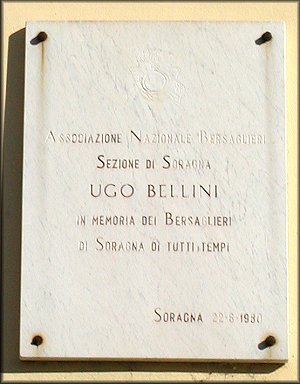 ASSOCIAZIONE NAZIONALE BERSAGLIERI
SEZIONE DI SORAGNA
UGO BELLINI
IN MEMORIA DEI BERSAGLIERI
DI SORAGNA DI TUTTI I TEMPI
SORAGNA 22-6-1980